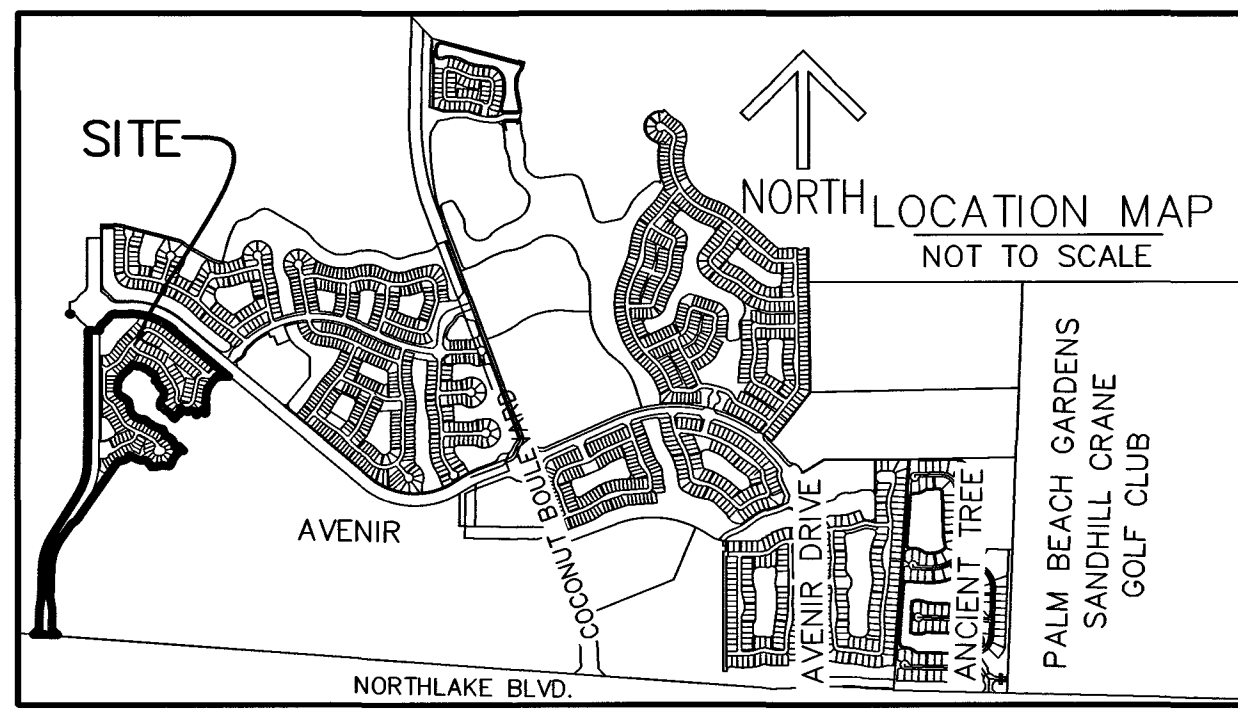 SITE
NORTH
LOCATION MAP
NOT TO SCALE
AVENIR
COCONUT BOULEVARD
AVENIR DRIVE
ANCIENT TREE
PALM BEACH GARDENS
SANDHILL CRANE
GOLF CLUB
NORTHLAKE BLVD.